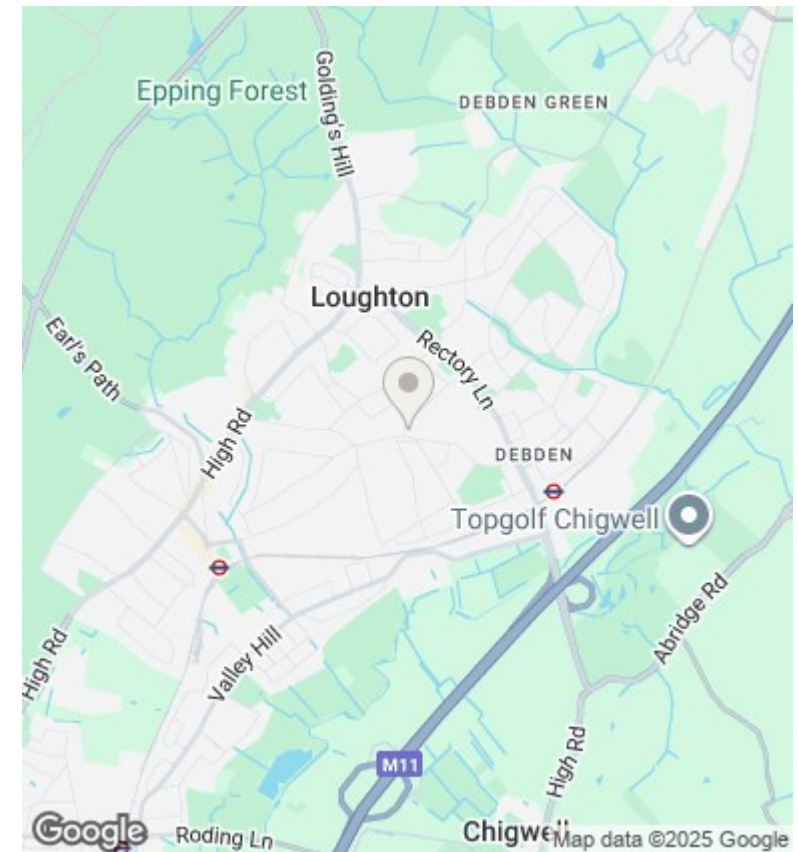 Epping Forest
Golding's Hill
DEBDEN GREEN
Loughton
Earl's Path
Rectory Ln
High Rd
DEBDEN
Topgolf Chigwell
Abridge Rd
Valley Hill
High Rd
High Rd
M11
Google
Roding Ln
Chigwell
Map data ©2025 Google